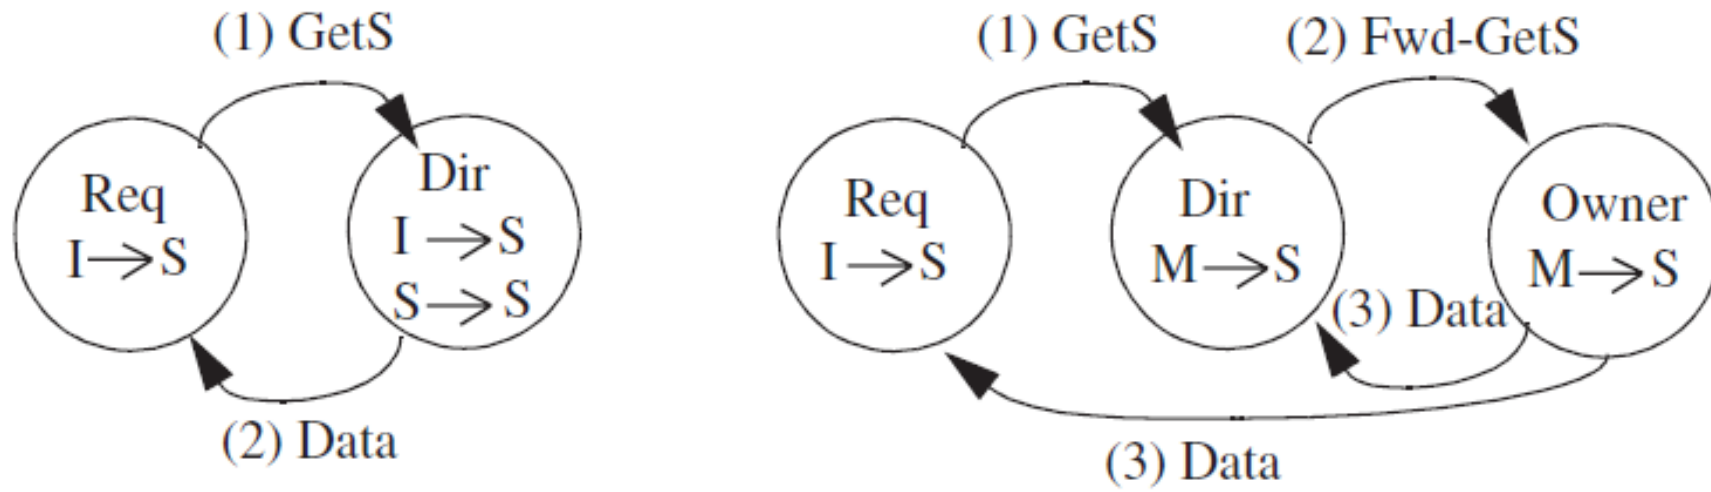 (1) GetS
Req
I→S
Dir
I→S
S→S
(2) Data
(1) GetS
(2) Fwd-GetS
Req
I→S
Dir
M→S
Owner
M→S
(3) Data
(3) Data